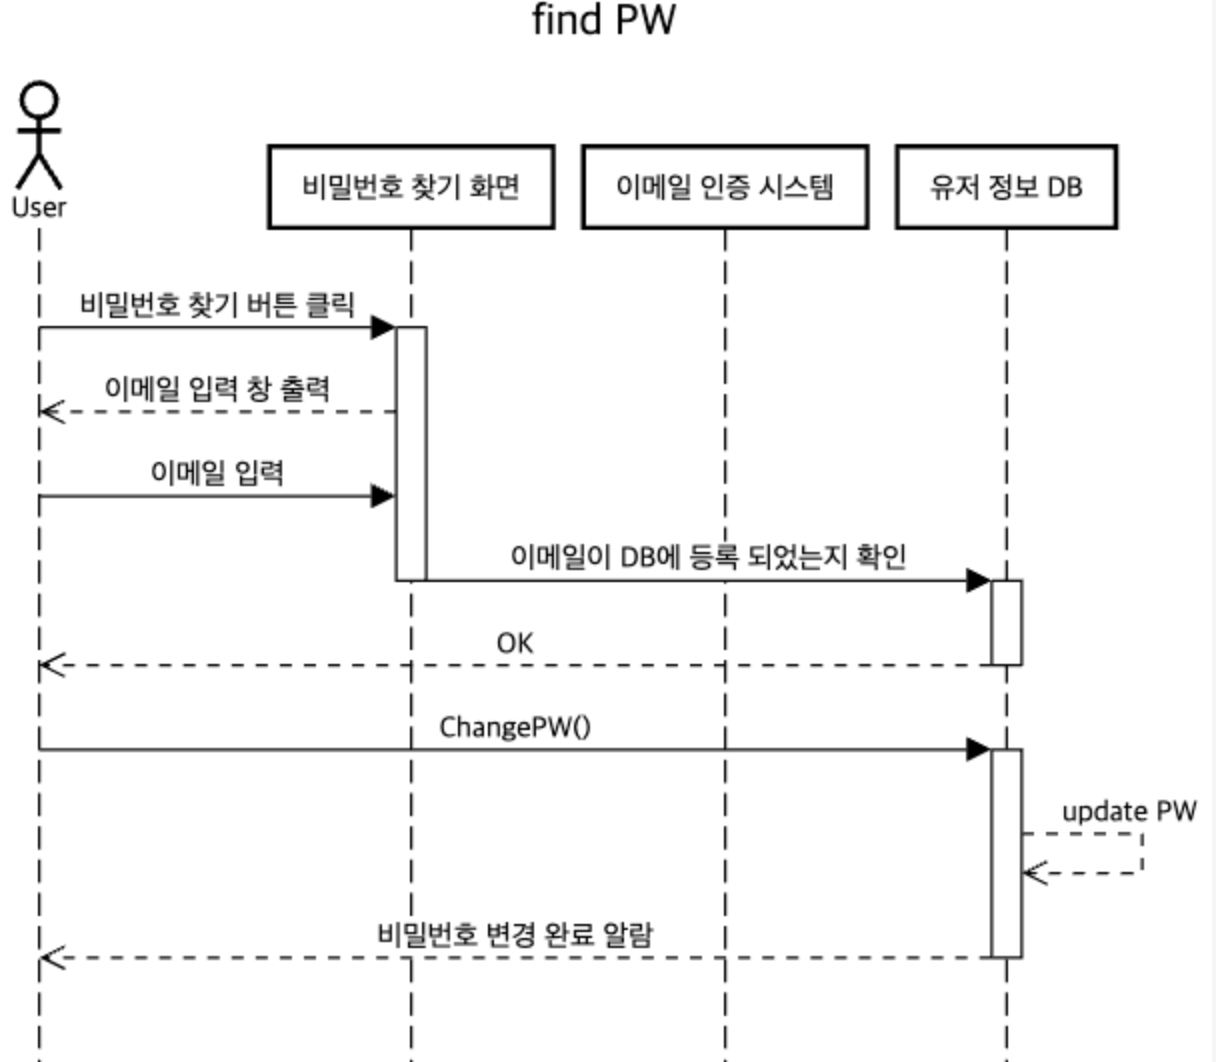 find PW
User
비밀번호 찾기 화면
이메일 인증 시스템
유저 정보 DB
비밀번호 찾기 버튼 클릭
이메일 입력 창 출력
이메일 입력
이메일이 DB에 등록 되었는지 확인
OK
ChangePW()
update PW
비밀번호 변경 완료 알람